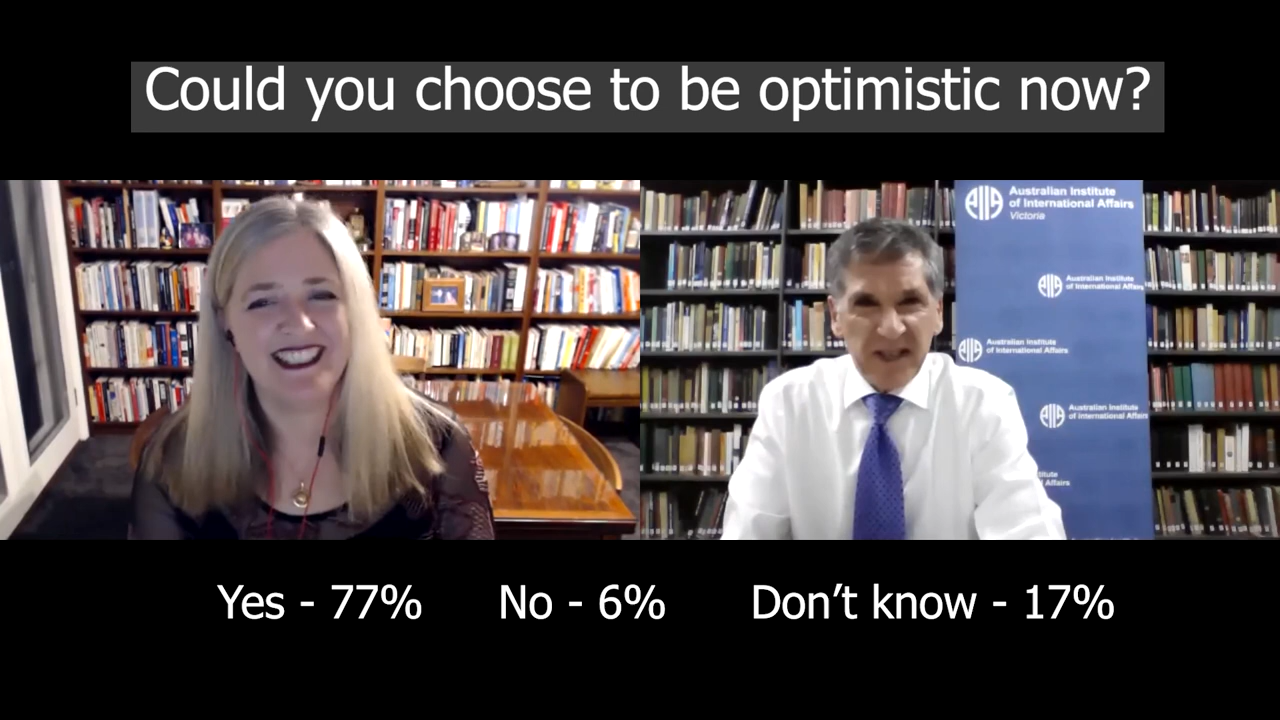 Could you choose to be optimistic now?
Australian Institute
of International Affairs
Victoria
Australian Institute
of International Affairs
Australian Institute
of International Affairs
Australian Institute
of International Affairs
Affairs
Yes - 77% No - 6% Don’t know - 17%